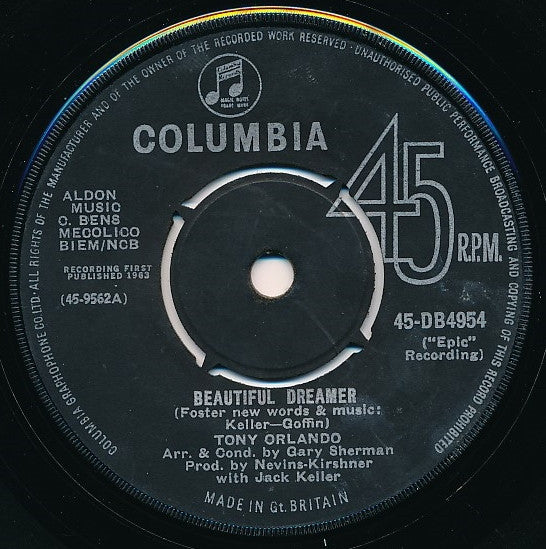 COLUMBIA GRAPHOPHONE CO. LTD. · ALL RIGHTS OF THE MANUFACTURER AND OF THE OWNER OF THE RECORDED WORK RESERVED · UNAUTHORISED PUBLIC PERFORMANCE BROADCASTING AND COPYING OF THIS RECORD PROHIBITED
COLUMBIA
45
R.P.M.
ALDON
MUSIC
C. BENS
MECOLICO
BIEM/NCB
RECORDING FIRST
PUBLISHED 1963
(45-9562A)
45-DB4954
("Epic"
Recording)
BEAUTIFUL DREAMER
(Foster new words & music:
Keller—Goffin)
TONY ORLANDO
Arr. & Cond. by Gary Sherman
Prod. by Nevins-Kirshner
with Jack Keller
MADE IN Gt. BRITAIN